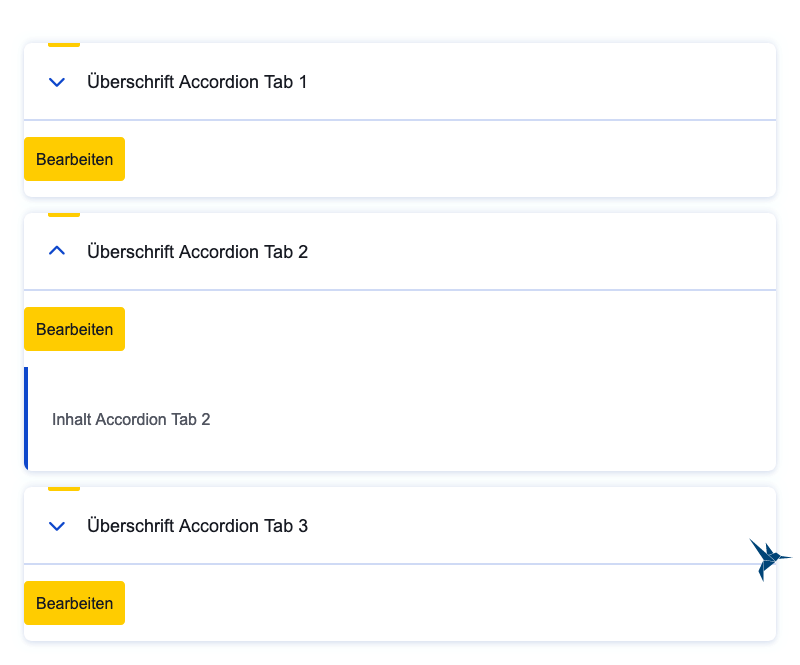 Überschrift Accordion Tab 1
Bearbeiten
Überschrift Accordion Tab 2
Bearbeiten
Inhalt Accordion Tab 2
Überschrift Accordion Tab 3
Bearbeiten